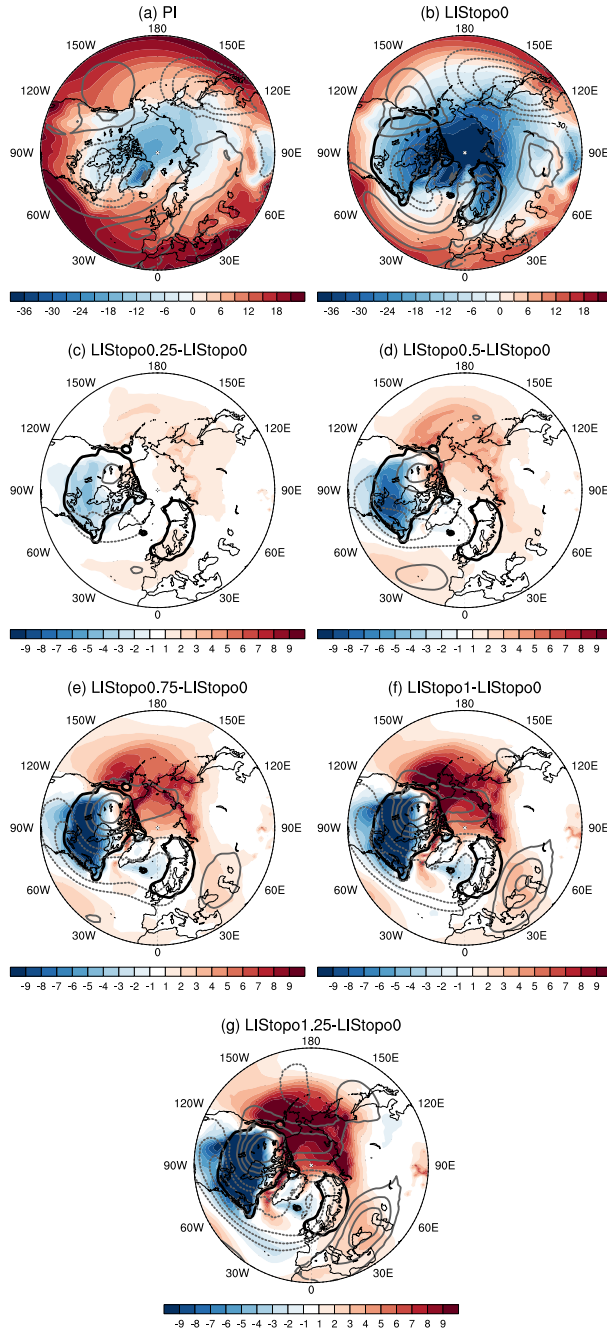 (a) PI
(b) LIStopo0
180
150W
150E
120W
120E
90W
90E
60W
60E
30W
30E
0
180
150W
150E
120W
120E
-30
90W
90E
60W
60E
30W
30E
0
-36 -30 -24 -18 -12 -6 0 6 12 18
-36 -30 -24 -18 -12 -6 0 6 12 18
(c) LIStopo0.25-LIStopo0
(d) LIStopo0.5-LIStopo0
180
150W
150E
120W
120E
90W
90E
60W
60E
30W
30E
0
180
150W
150E
120W
120E
90W
90E
60W
60E
30W
30E
0
-9 -8 -7 -6 -5 -4 -2 -1 1 2 4 5 6 7 8 9
-9 -8 -7 -6 -5 -4 -2 -1 1 2 4 5 6 7 8 9
(e) LIStopo0.75-LIStopo0
(f) LIStopo1-LIStopo0
180
150W
150E
120W
120E
90W
90E
60W
60E
30W
30E
0
180
150W
150E
120W
120E
90W
90E
60W
60E
30W
30E
0
-9 -8 -7 -6 -5 -4 -2 -1 1 2 4 5 6 7 8 9
-9 -8 -7 -6 -5 -4 -2 -1 1 2 4 5 6 7 8 9
(g) LIStopo1.25-LIStopo0
180
150W
150E
120W
120E
90W
90E
60W
60E
30W
30E
0
-9 -8 -7 -6 -5 -4 -2 -1 1 2 4 5 6 7 8 9